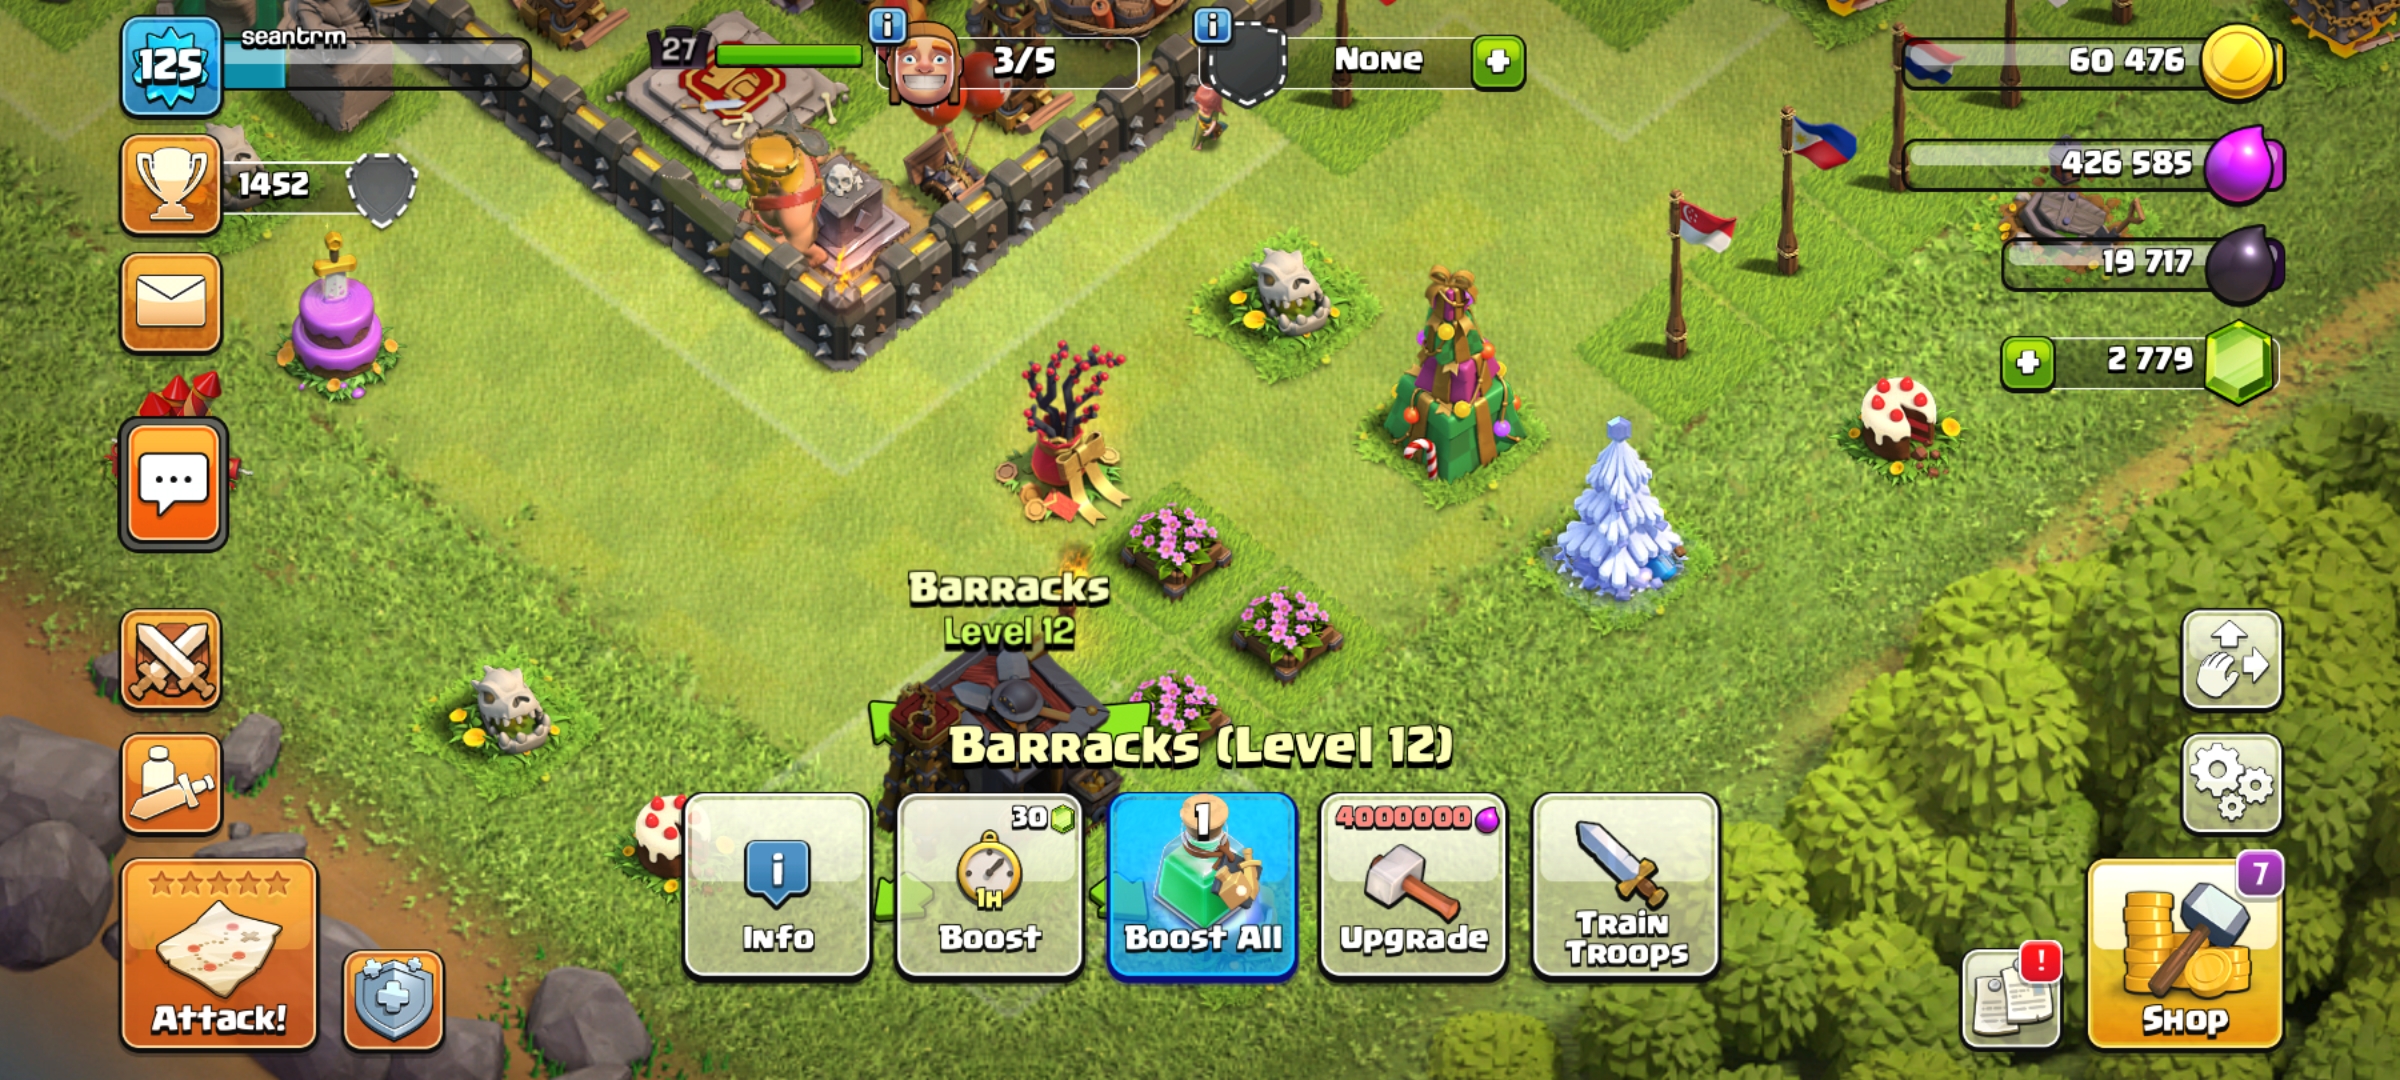 125
seantrm
27
3/5
None
60 476
1452
426 585
19 717
2 779
Barracks
Level 12
Barracks (Level 12)
Info
30
1H
Boost
1
Boost All
4000000
Upgrade
Train
Troops
Attack!
!
7
Shop